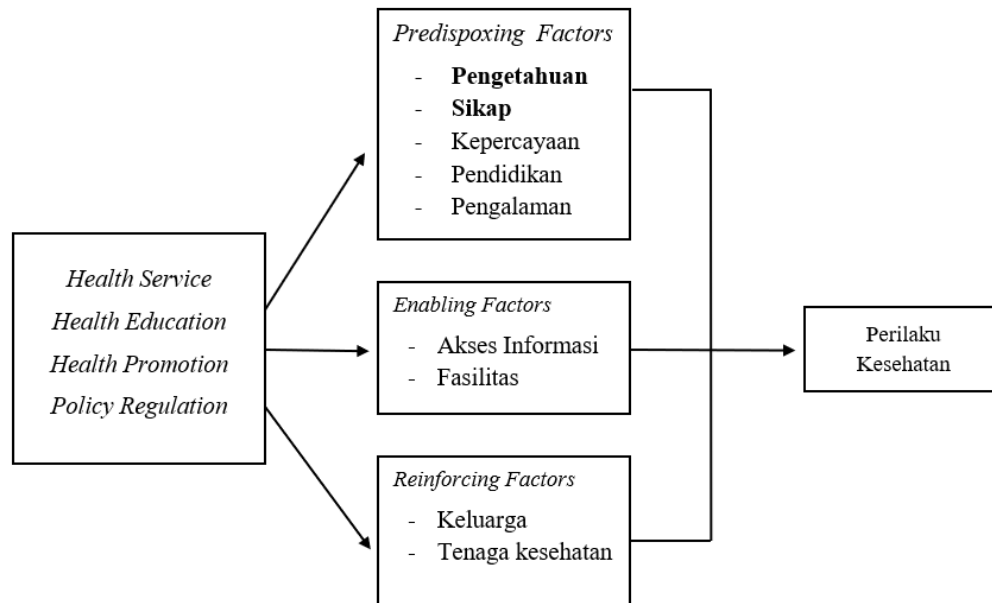 Predispoxing Factors
- Pengetahuan
- Sikap
- Kepercayaan
- Pendidikan
- Pengalaman
Health Service
Health Education
Health Promotion
Policy Regulation
Enabling Factors
- Akses Informasi
- Fasilitas
Reinforcing Factors
- Keluarga
- Tenaga kesehatan
Perilaku
Kesehatan